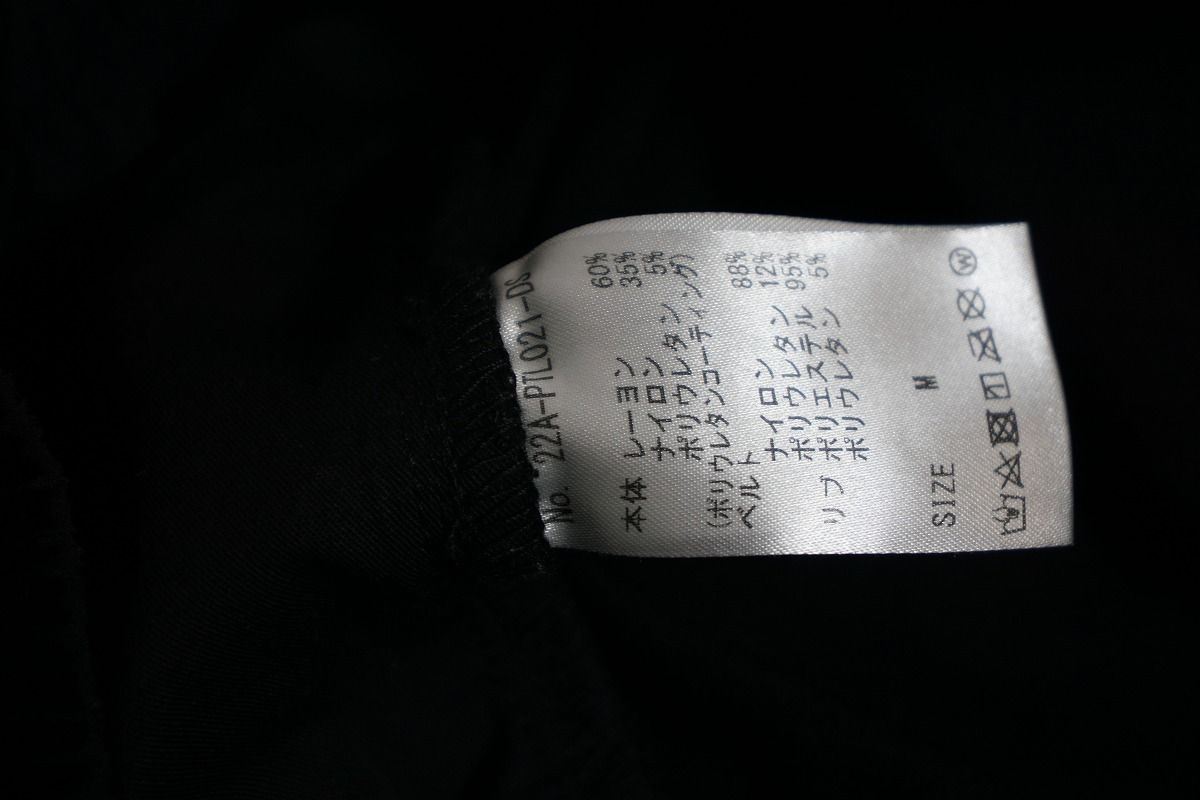 No. 22A-PTL021-DS
本体 レーヨン 60%
ナイロン 35%
ポリウレタン 5%
(ポリウレタンコーティング)
ベルト ナイロン 88%
ポリウレタン 12%
リブ ポリエステル 95%
ポリウレタン 5%
SIZE M
W